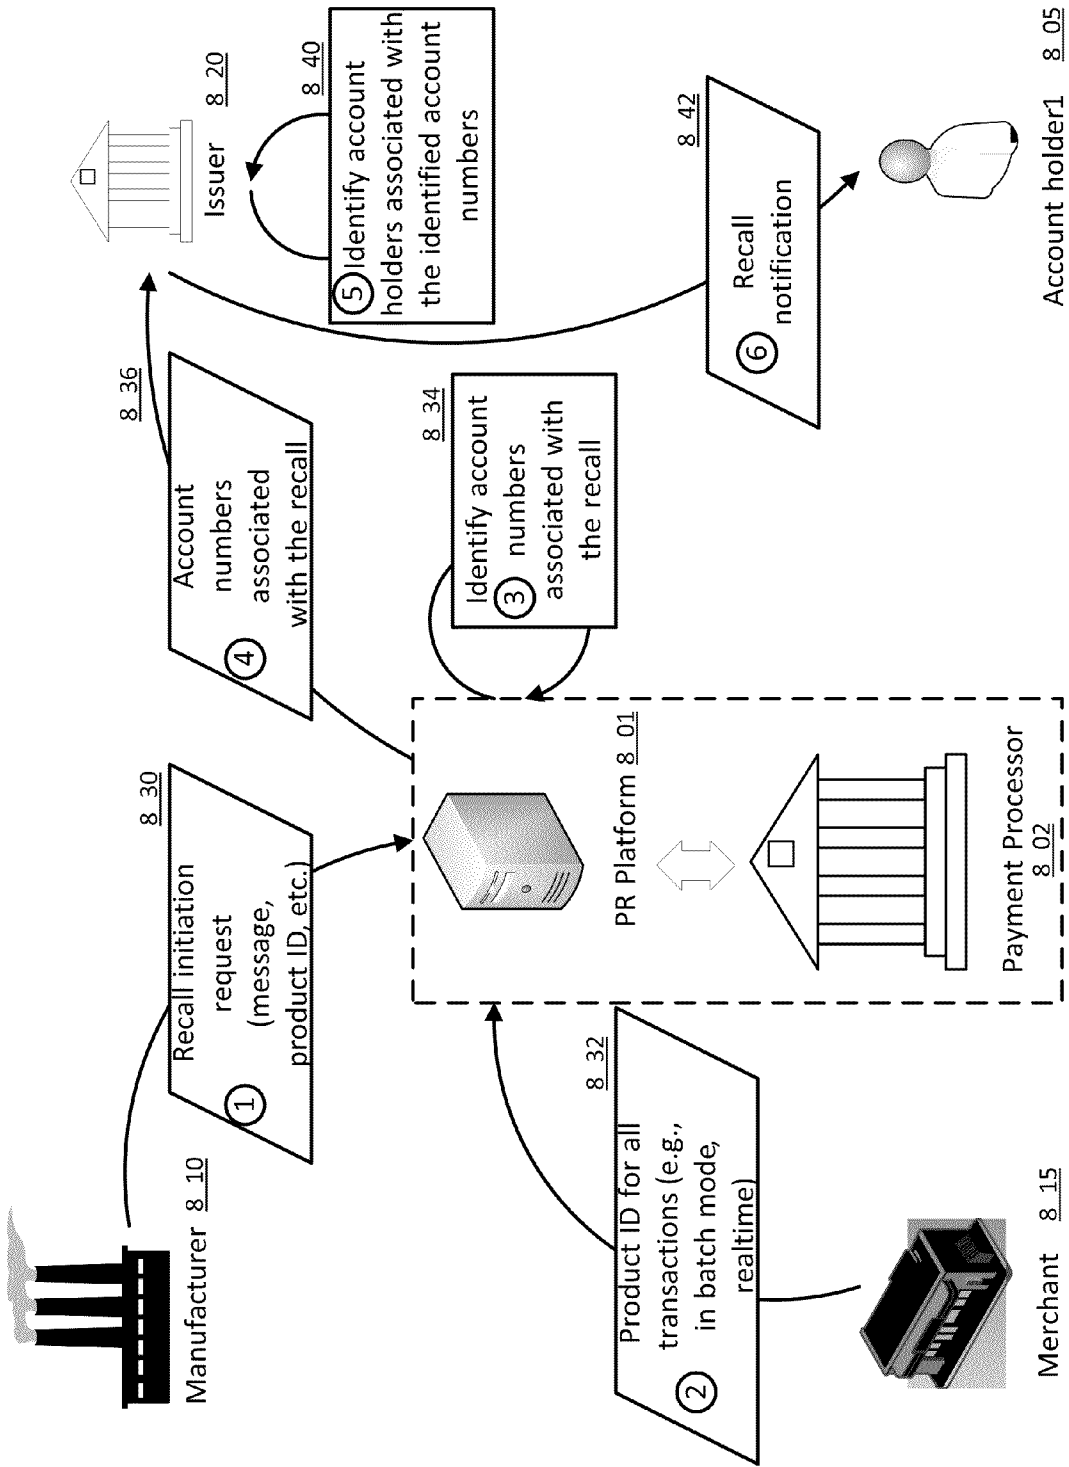 Manufacturer 8 10
1
Recall initiation
request
(message,
product ID, etc.)
8 30
4
Account
numbers
associated
with the recall
8 36
Issuer
8 20
5 Identify account
holders associated with
the identified account
numbers
8 40
PR Platform 8 01
Payment Processor
8 02
3
Identify account
numbers
associated with
the recall
8 34
2
Product ID for all
transactions (e.g.,
in batch mode,
realtime)
8 32
6
Recall
notification
8 42
Merchant 8 15
Account holder1 8 05